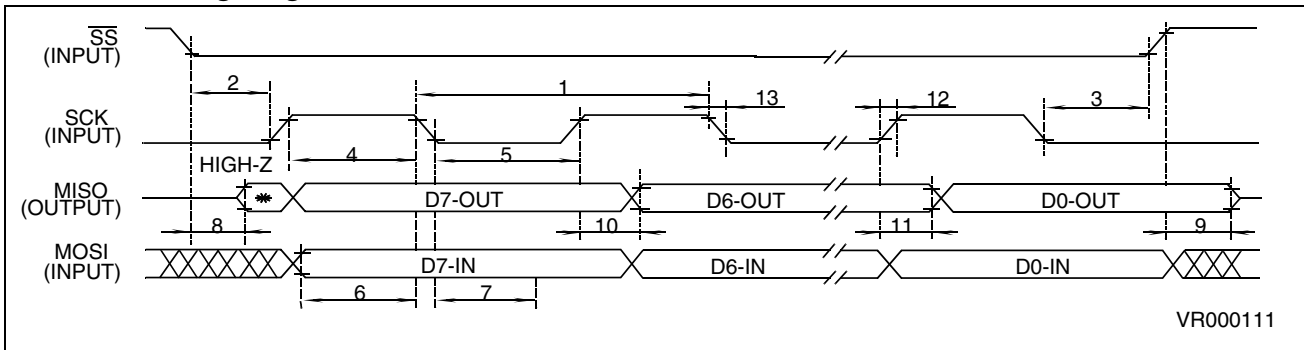 SS
(INPUT)
2
1
13
12
3
SCK
(INPUT)
HIGH-Z
4
5
MISO
(OUTPUT)
D7-OUT
D6-OUT
D0-OUT
8
10
11
9
MOSI
(INPUT)
D7-IN
D6-IN
D0-IN
6
7
VR000111